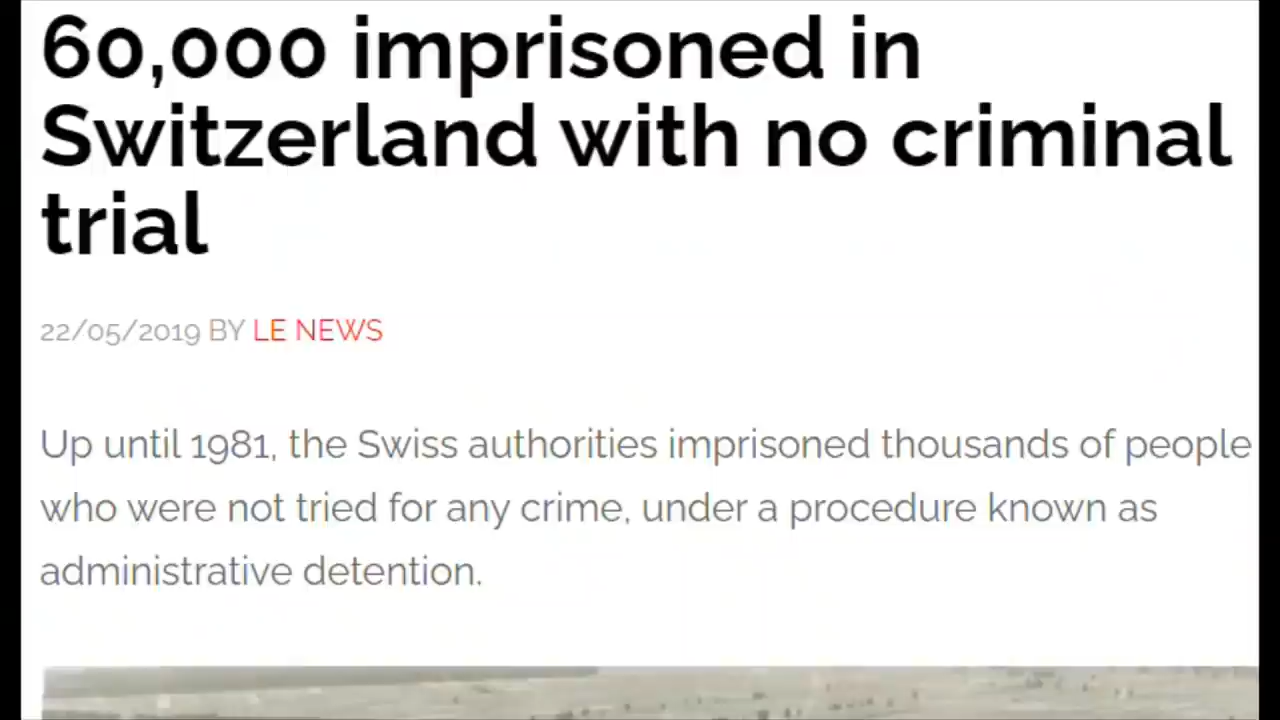 60,000 imprisoned in
Switzerland with no criminal
trial
22/05/2019 BY LE NEWS
Up until 1981, the Swiss authorities imprisoned thousands of people
who were not tried for any crime, under a procedure known as
administrative detention.